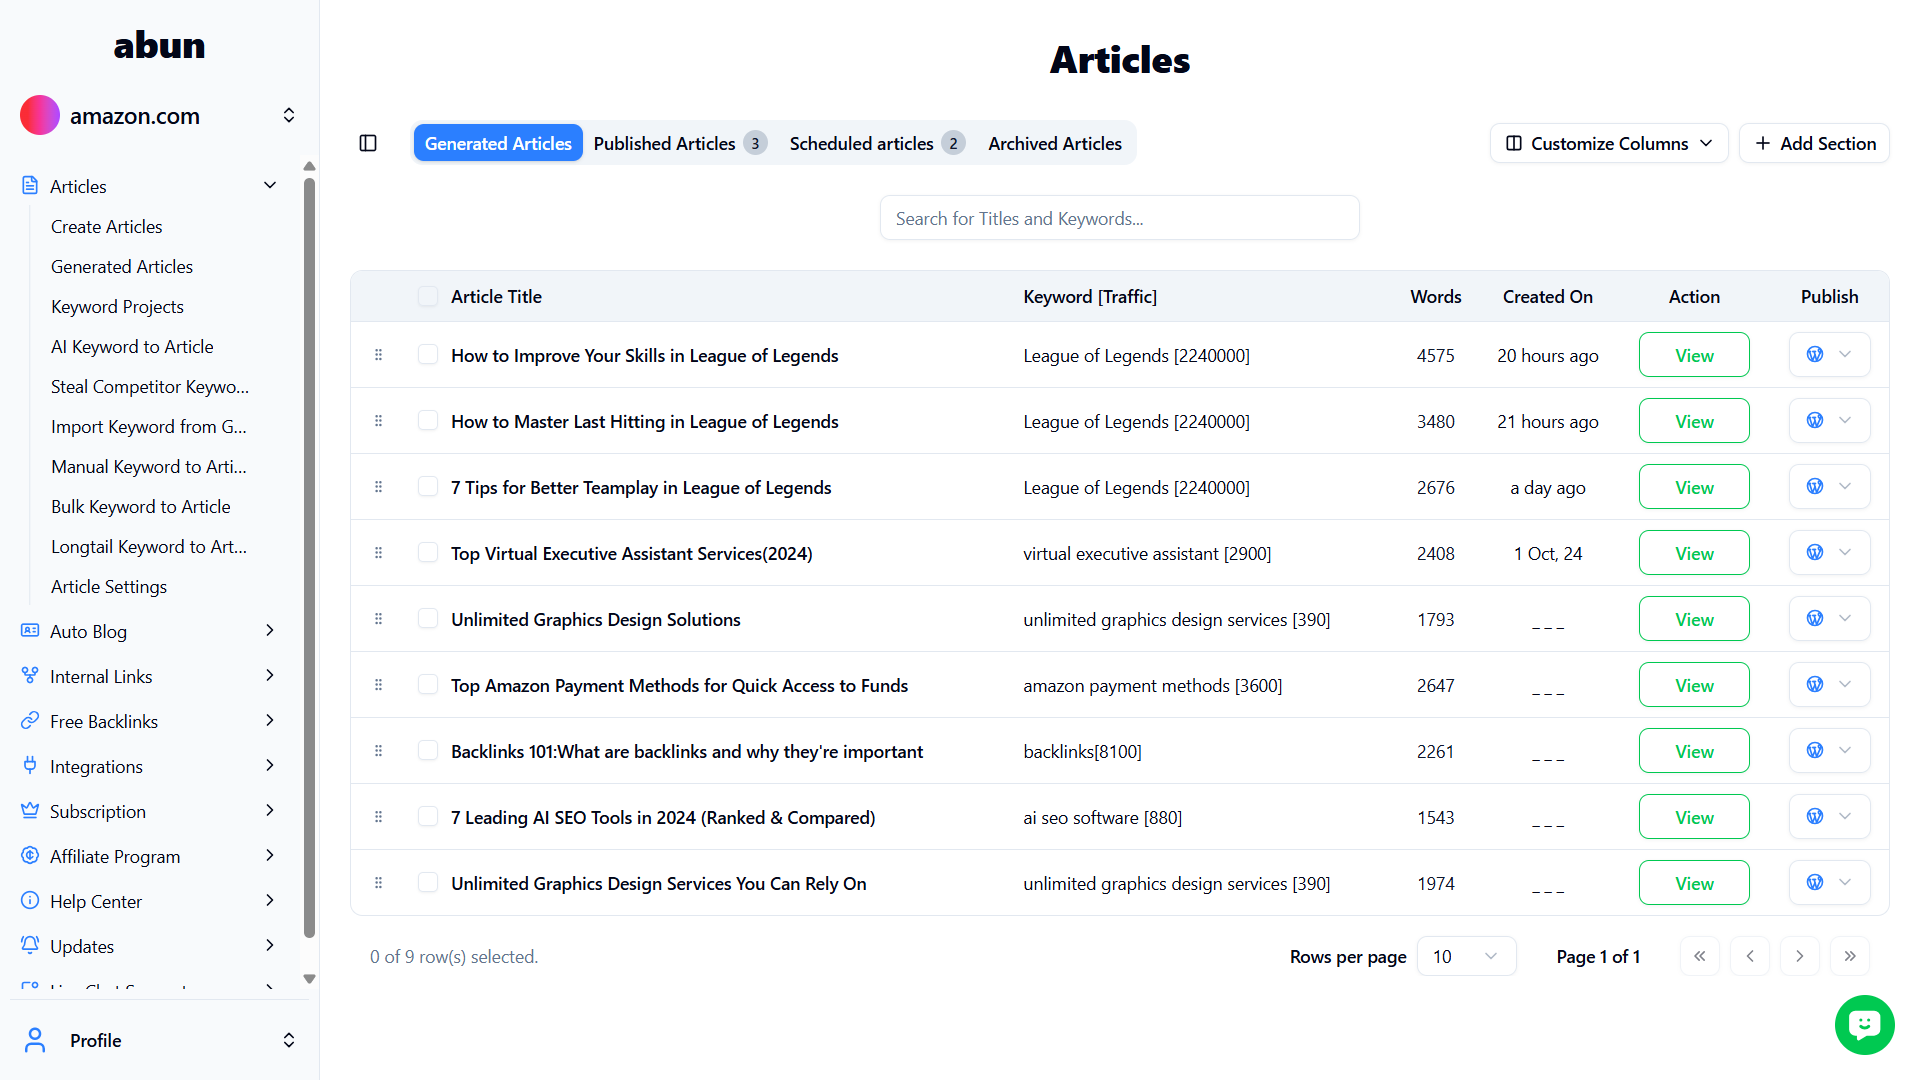 abun
amazon.com
Articles
Create Articles
Generated Articles
Keyword Projects
AI Keyword to Article
Steal Competitor Keywo...
Import Keyword from G...
Manual Keyword to Arti...
Bulk Keyword to Article
Longtail Keyword to Art...
Article Settings
Auto Blog
Internal Links
Free Backlinks
Integrations
Subscription
Affiliate Program
Help Center
Updates
Profile
Articles
Generated Articles Published Articles 3 Scheduled articles 2 Archived Articles
Customize Columns + Add Section
Search for Titles and Keywords...
Article Title Keyword [Traffic] Words Created On Action Publish
How to Improve Your Skills in League of Legends League of Legends [2240000] 4575 20 hours ago View
How to Master Last Hitting in League of Legends League of Legends [2240000] 3480 21 hours ago View
7 Tips for Better Teamplay in League of Legends League of Legends [2240000] 2676 a day ago View
Top Virtual Executive Assistant Services(2024) virtual executive assistant [2900] 2408 1 Oct, 24 View
Unlimited Graphics Design Solutions unlimited graphics design services [390] 1793 _ _ _ View
Top Amazon Payment Methods for Quick Access to Funds amazon payment methods [3600] 2647 _ _ _ View
Backlinks 101:What are backlinks and why they're important backlinks[8100] 2261 _ _ _ View
7 Leading AI SEO Tools in 2024 (Ranked & Compared) ai seo software [880] 1543 _ _ _ View
Unlimited Graphics Design Services You Can Rely On unlimited graphics design services [390] 1974 _ _ _ View
0 of 9 row(s) selected. Rows per page 10 Page 1 of 1